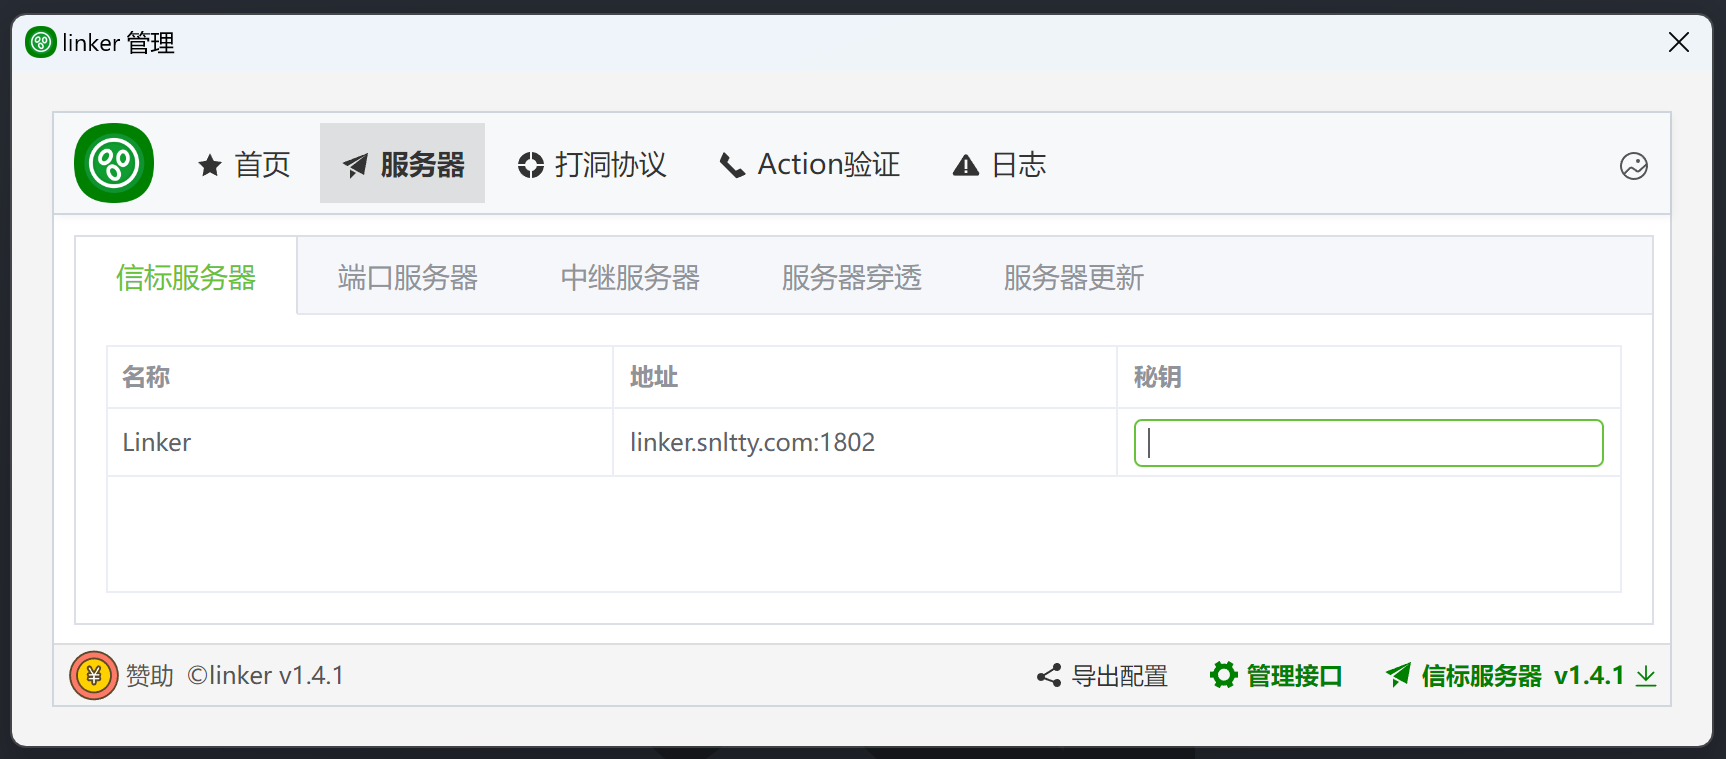 linker 管理
首页 服务器 打洞协议 Action验证 日志
信标服务器 端口服务器 中继服务器 服务器穿透 服务器更新
名称 地址 秘钥
Linker linker.snltty.com:1802
¥ 赞助 ©linker v1.4.1 导出配置 管理接口 信标服务器 v1.4.1